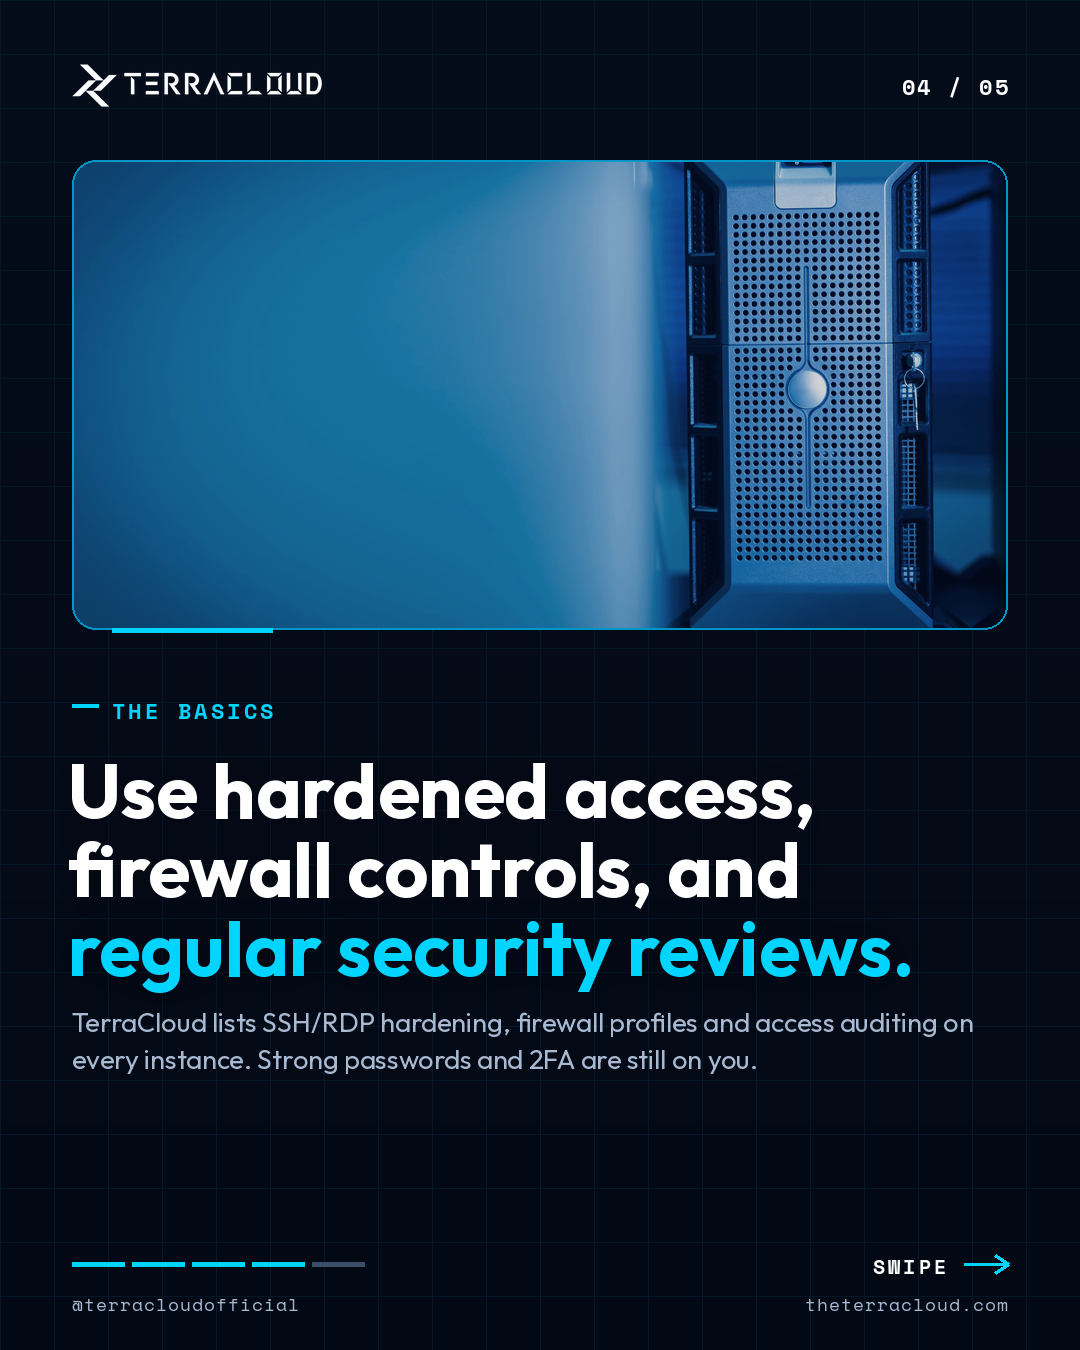 TERRACLOUD
04 / 05
THE BASICS
Use hardened access,
firewall controls, and
regular security reviews.
TerraCloud lists SSH/RDP hardening, firewall profiles and access auditing on
every instance. Strong passwords and 2FA are still on you.
SWIPE
@terracloudofficial
theterracloud.com